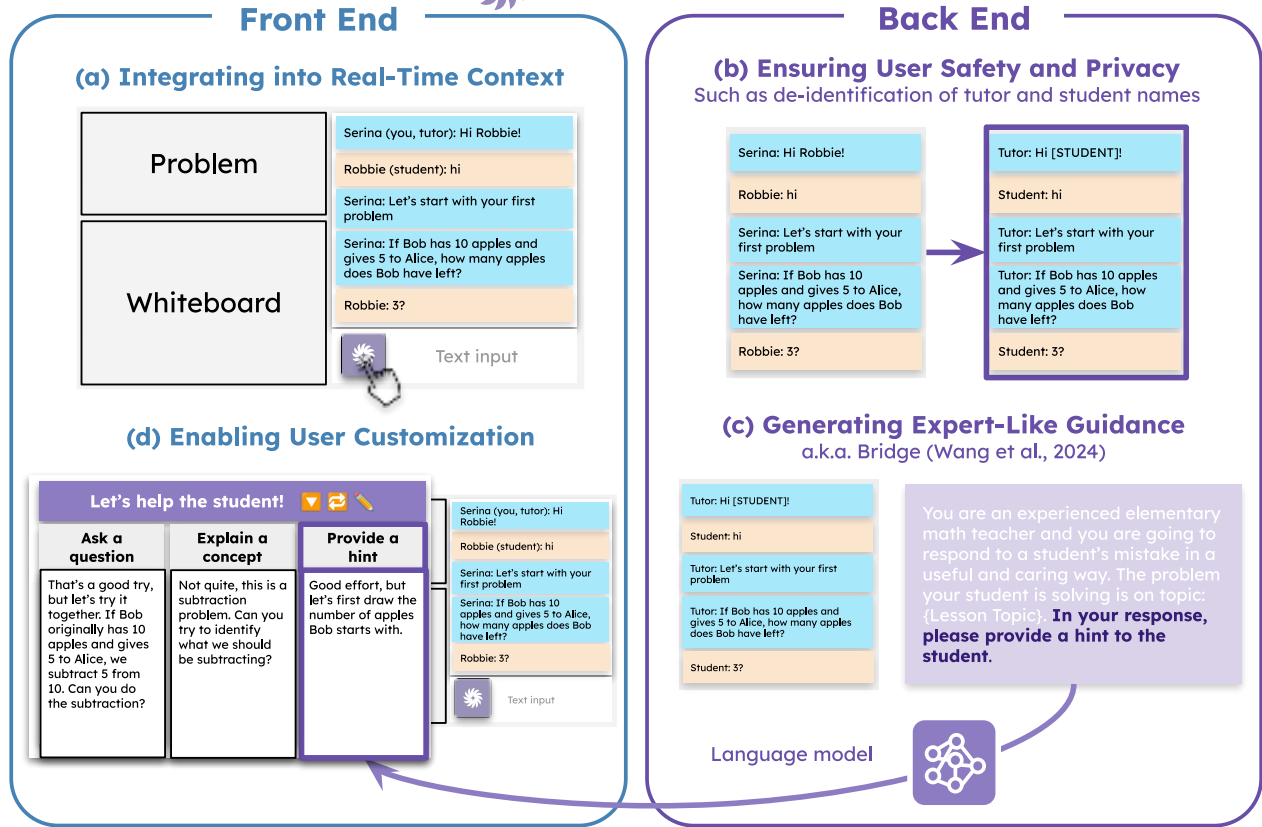 Front End
(a) Integrating into Real-Time Context
Problem
Whiteboard
Serina (you, tutor): Hi Robbie!
Robbie (student): hi
Serina: Let's start with your first
problem
Serina: If Bob has 10 apples and
gives 5 to Alice, how many apples
does Bob have left?
Robbie: 3?
Text input
Back End
(b) Ensuring User Safety and Privacy
Such as de-identification of tutor and student names
Serina: Hi Robbie!
Robbie: hi
Serina: Let's start with your
first problem
Serina: If Bob has 10
apples and gives 5 to Alice,
how many apples does Bob
have left?
Robbie: 3?
Tutor: Hi [STUDENT]!
Student: hi
Tutor: Let's start with your
first problem
Tutor: If Bob has 10 apples
and gives 5 to Alice, how
many apples does Bob
have left?
Student: 3?
(c) Generating Expert-Like Guidance
a.k.a. Bridge (Wang et al., 2024)
Tutor: Hi [STUDENT]!
Student: hi
Tutor: Let's start with your first
problem
Tutor: If Bob has 10 apples and
gives 5 to Alice, how many apples
does Bob have left?
Student: 3?
You are an experienced elementary
math teacher and you are going to
respond to a student's mistake in a
useful and caring way. The problem
your student is solving is on topic:
{Lesson Topic}. In your response,
please provide a hint to the
student.
Language model
(d) Enabling User Customization
Let's help the student!
Ask a
question
That's a good try,
but let's try it
together. If Bob
originally has 10
apples and gives
5 to Alice, we
subtract 5 from
10. Can you do
the subtraction?
Explain a
concept
Not quite, this is a
subtraction
problem. Can you
try to identify
what we should
be subtracting?
Provide a
hint
Good effort, but
let's first draw the
number of apples
Bob starts with.
Serina (you, tutor): Hi
Robbie!
Robbie (student): hi
Serina: Let's start with your
first problem
Serina: If Bob has 10
apples and gives 5 to Alice,
how many apples does Bob
have left?
Robbie: 3?
Text input